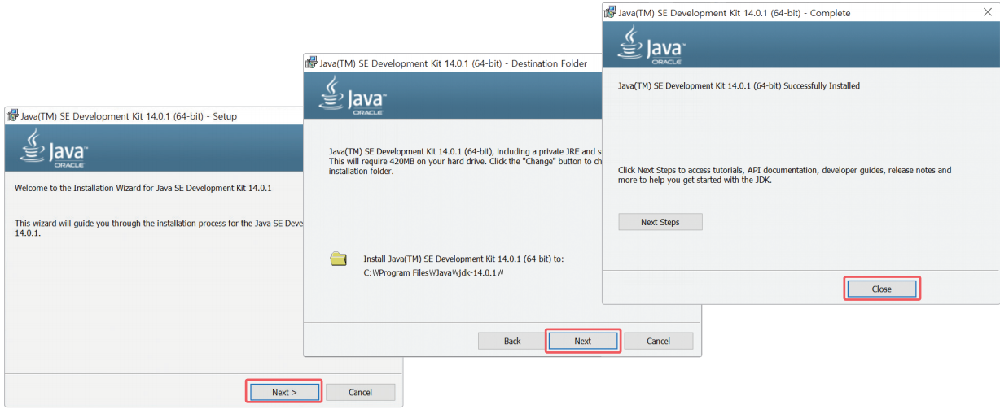 Java(TM) SE Development Kit 14.0.1 (64-bit) - Setup
Java
ORACLE
Welcome to the Installation Wizard for Java SE Development Kit 14.0.1
This wizard will guide you through the installation process for the Java SE
14.0.1.
Next >
Cancel
Java(TM) SE Development Kit 14.0.1 (64-bit) - Destination Folder
Java
ORACLE
Java(TM) SE Development Kit 14.0.1 (64-bit), including a private JRE and
This will require 420MB on your hard drive. Click the "Change" button to
installation folder.
Install Java(TM) SE Development Kit 14.0.1 (64-bit) to:
C:₩Program Files₩Java₩jdk-14.0.1₩
Back
Next
Cancel
Java(TM) SE Development Kit 14.0.1 (64-bit) - Complete
Java
ORACLE
Java(TM) SE Development Kit 14.0.1 (64-bit) Successfully Installed
Click Next Steps to access tutorials, API documentation, developer guides, release notes and
more to help you get started with the JDK.
Next Steps
Close